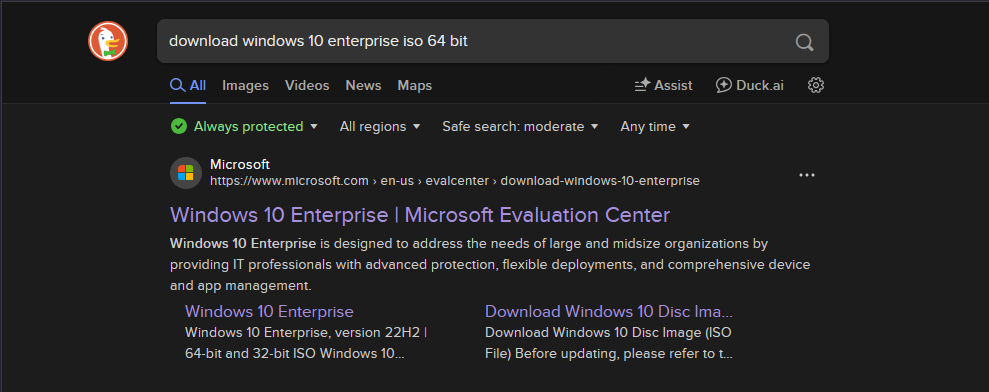 download windows 10 enterprise iso 64 bit
All Images Videos News Maps Assist Duck.ai
Always protected All regions Safe search: moderate Any time
Microsoft
https://www.microsoft.com › en-us › evalcenter › download-windows-10-enterprise
Windows 10 Enterprise | Microsoft Evaluation Center
Windows 10 Enterprise is designed to address the needs of large and midsize organizations by
providing IT professionals with advanced protection, flexible deployments, and comprehensive device
and app management.
Windows 10 Enterprise
Windows 10 Enterprise, version 22H2 |
64-bit and 32-bit ISO Windows 10...
Download Windows 10 Disc Ima...
Download Windows 10 Disc Image (ISO
File) Before updating, please refer to t...